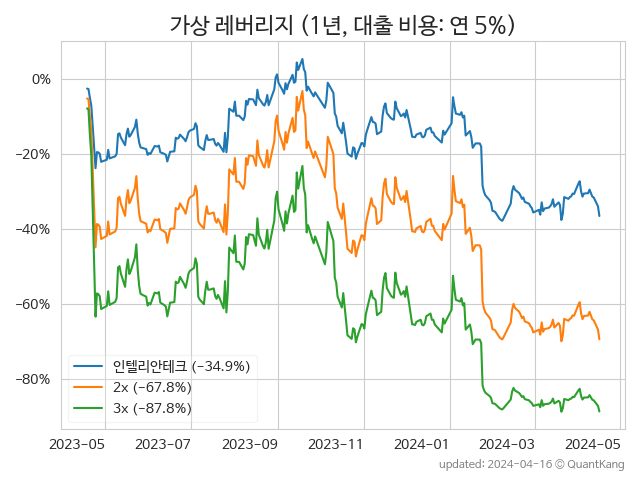 가상 레버리지 (1년, 대출 비용: 연 5%)
0%
−20%
−40%
−60%
−80%
인텔리안테크 (−34.9%)
2x (−67.8%)
3x (−87.8%)
2023-05 2023-07 2023-09 2023-11 2024-01 2024-03 2024-05
updated: 2024-04-16 © QuantKang